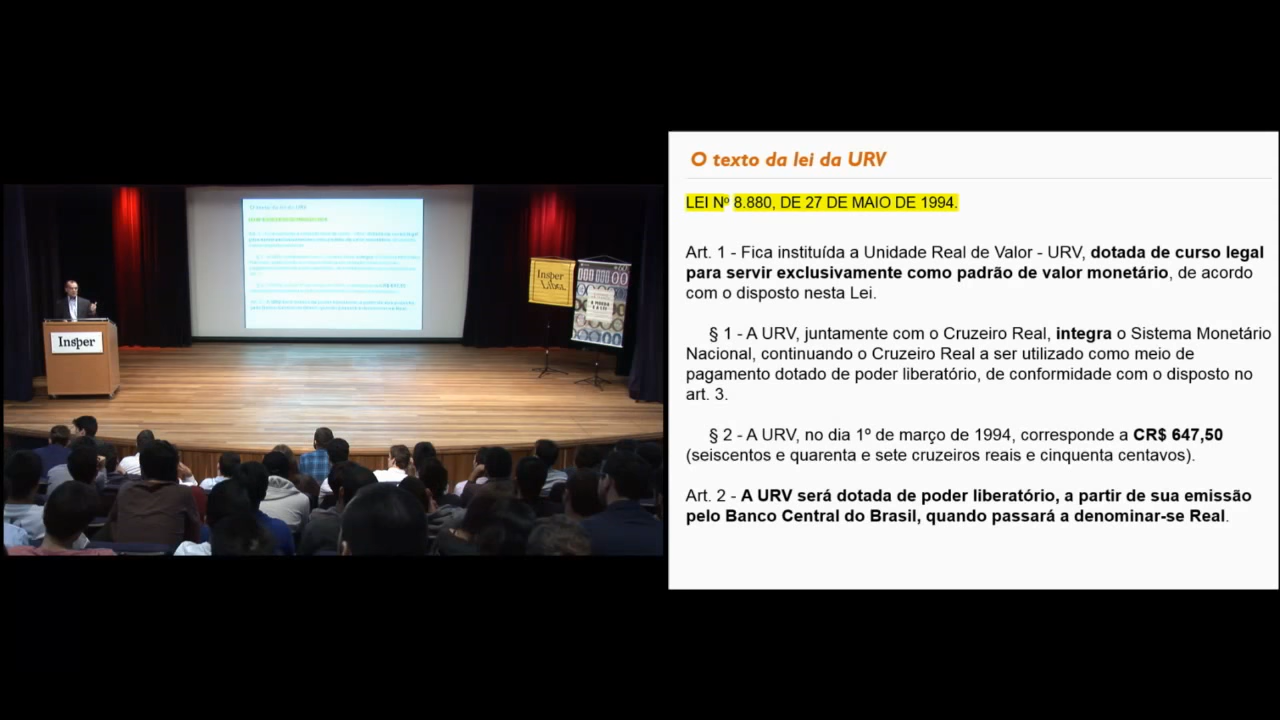 O texto da lei da URV
LEI Nº 8.880, DE 27 DE MAIO DE 1994.
Art. 1 - Fica instituída a Unidade Real de Valor - URV, dotada de curso legal
para servir exclusivamente como padrão de valor monetário, de acordo
com o disposto nesta Lei.
§ 1 - A URV, juntamente com o Cruzeiro Real, integra o Sistema Monetário
Nacional, continuando o Cruzeiro Real a ser utilizado como meio de
pagamento dotado de poder liberatório, de conformidade com o disposto no
art. 3.
§ 2 - A URV, no dia 1º de março de 1994, corresponde a CR$ 647,50
(seiscentos e quarenta e sete cruzeiros reais e cinquenta centavos).
Art. 2 - A URV será dotada de poder liberatório, a partir de sua emissão
pelo Banco Central do Brasil, quando passará a denominar-se Real.
Insper
Insper